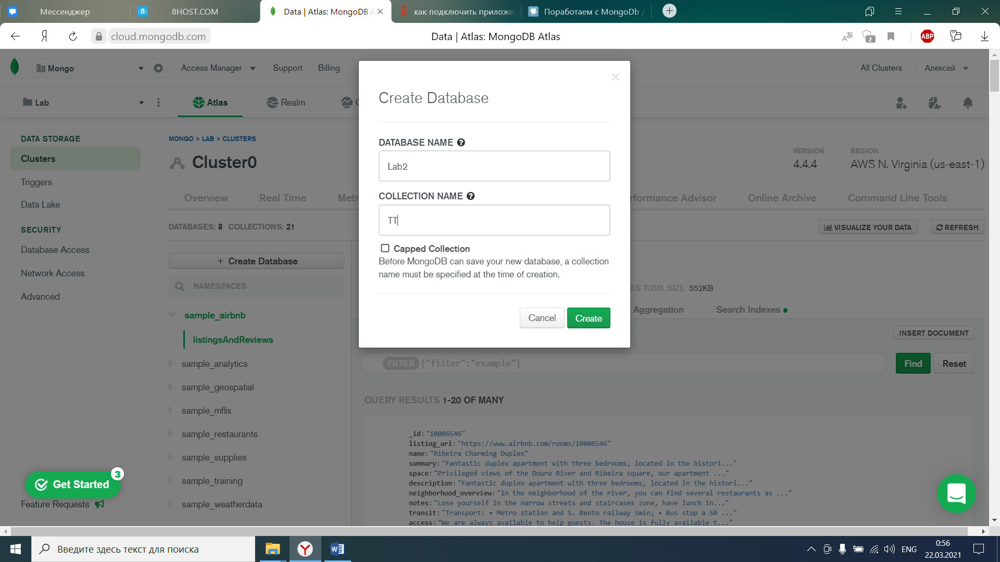 Мессенджер
8HOST.COM
Data | Atlas: MongoDB A
как подключить приложе
Поработаем с MongoDb /
cloud.mongodb.com
Data | Atlas: MongoDB Atlas
2
ABP
Mongo
Access Manager
Support
Billing
All Clusters
Алексей
Lab
Atlas
Realm
C
DATA STORAGE
Clusters
Triggers
Data Lake
SECURITY
Database Access
Network Access
Advanced
Get Started
3
Feature Requests
MONGO > LAB > CLUSTERS
Cluster0
VERSION
4.4.4
REGION
AWS N. Virginia (us-east-1)
Overview
Real Time
Metr
rformance Advisor
Online Archive
Command Line Tools
DATABASES: 8 COLLECTIONS: 21
VISUALIZE YOUR DATA
REFRESH
+ Create Database
NAMESPACES
sample_airbnb
listingsAndReviews
sample_analytics
sample_geospatial
sample_mflix
sample_restaurants
sample_supplies
sample_training
sample_weatherdata
Create Database
DATABASE NAME
Lab2
COLLECTION NAME
TT
Capped Collection
Before MongoDB can save your new database, a collection
name must be specified at the time of creation.
Cancel
Create
ES TOTAL SIZE: 552KB
Aggregation
Search Indexes
INSERT DOCUMENT
FILTER {"filter":"example"}
Find
Reset
QUERY RESULTS 1-20 OF MANY
_id: "10006546"
listing_url: "https://www.airbnb.com/rooms/10006546"
name: "Ribeira Charming Duplex"
summary: "Fantastic duplex apartment with three bedrooms, located in the histori..."
space: "Privileged views of the Douro River and Ribeira square, our apartment ..."
description: "Fantastic duplex apartment with three bedrooms, located in the histori..."
neighborhood_overview: "In the neighborhood of the river, you can find several restaurants as ..."
notes: "Lose yourself in the narrow streets and staircases zone, have lunch in..."
transit: "Transport: • Metro station and S. Bento railway 5min; • Bus stop a 50 ..."
access: "We are always available to help guests. The house is fully available t..."
Введите здесь текст для поиска
ENG
0:56
22.03.2021